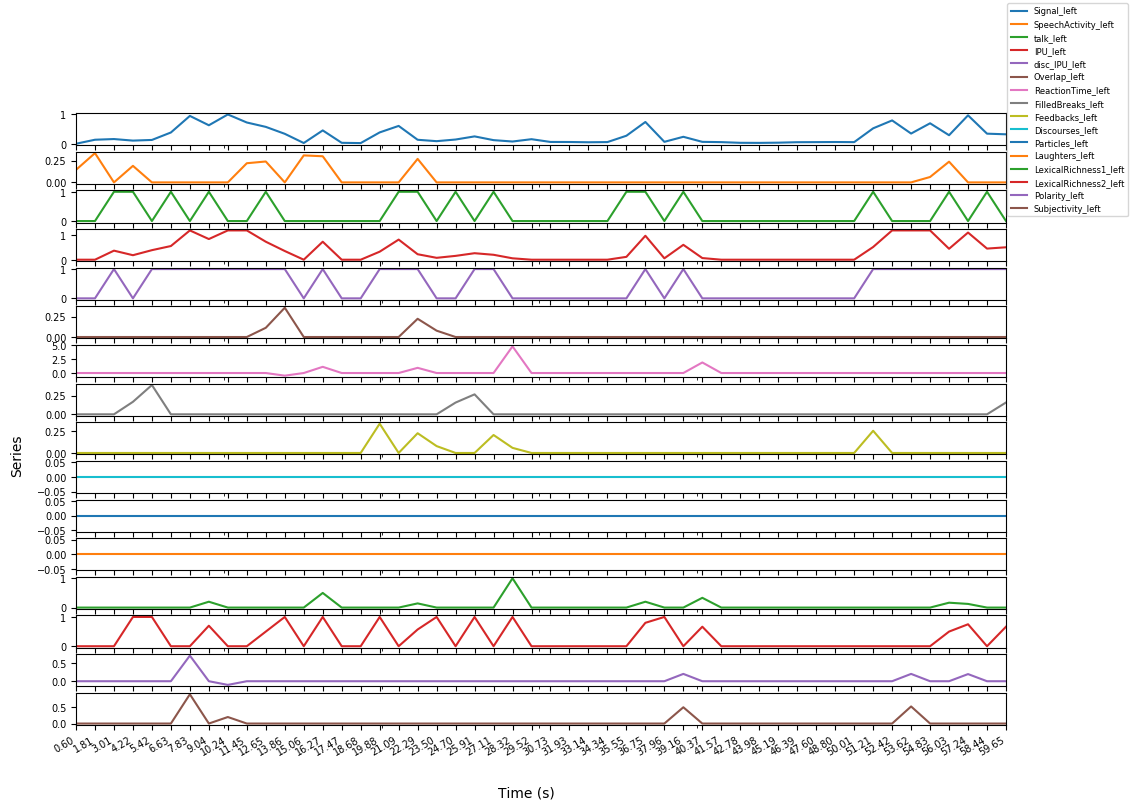 Signal_left
SpeechActivity_left
talk_left
IPU_left
disc_IPU_left
Overlap_left
ReactionTime_left
FilledBreaks_left
Feedbacks_left
Discourses_left
Particles_left
Laughters_left
LexicalRichness1_left
LexicalRichness2_left
Polarity_left
Subjectivity_left
1
0
0.25
0.00
1
0
1
0
1
0
0.25
0.00
5.0
2.5
0.0
0.25
0.00
0.25
0.00
0.05
0.00
−0.05
0.05
0.00
−0.05
0.05
0.00
−0.05
1
0
1
0
0.5
0.0
0.5
0.0
Series
0.60 1.81 3.01 4.22 5.42 6.63 7.83 9.04 10.24 11.45 12.65 13.86 15.06 16.27 17.47 18.68 19.88 21.09 22.29 23.50 24.70 25.91 27.11 28.32 29.52 30.73 31.93 33.14 34.34 35.55 36.75 37.96 39.16 40.37 41.57 42.78 43.98 45.19 46.39 47.60 48.80 50.01 51.21 52.42 53.62 54.83 56.03 57.24 58.44 59.65
Time (s)